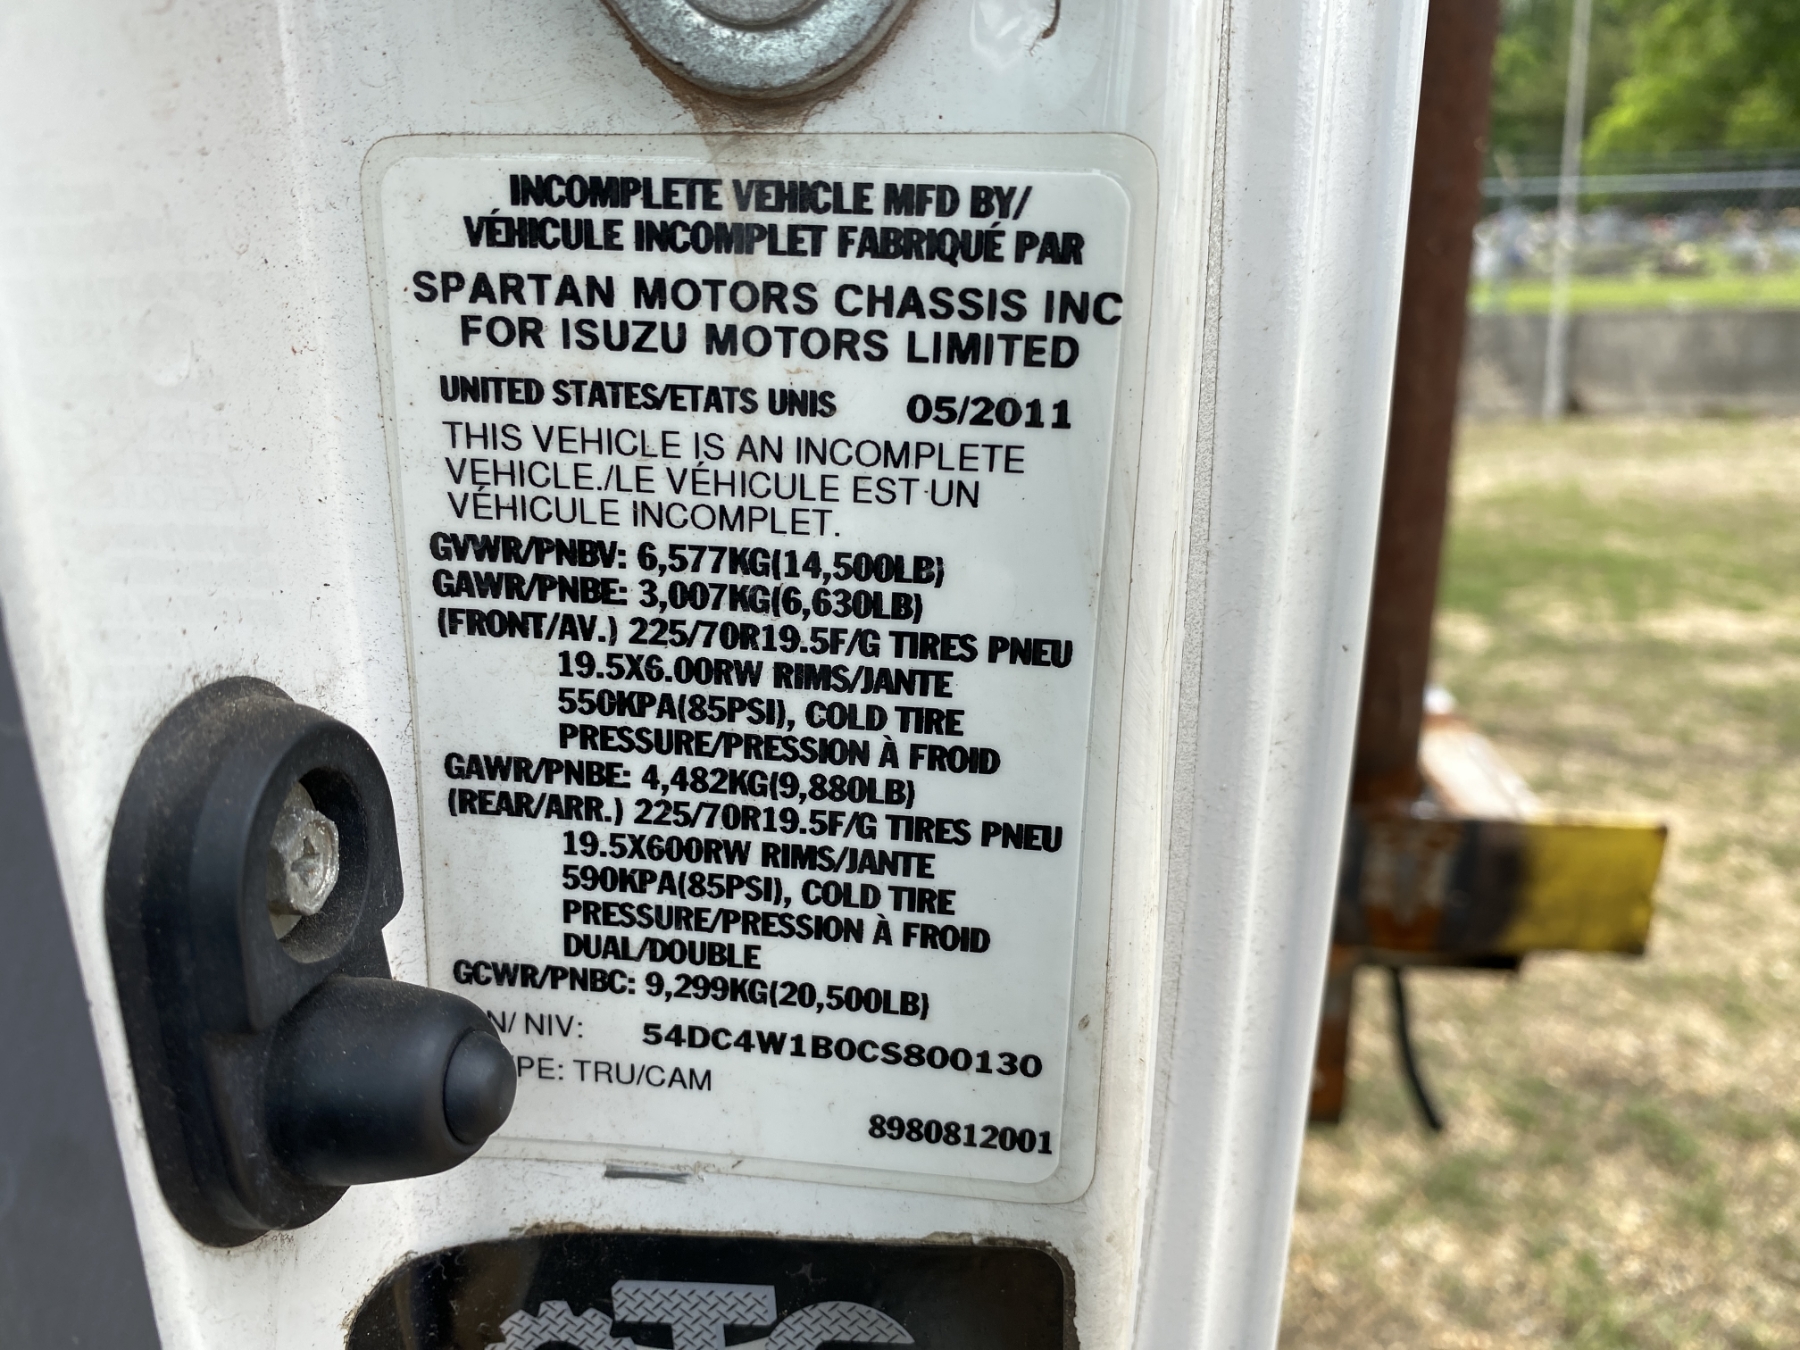 INCOMPLETE VEHICLE MFD BY/
VÉHICULE INCOMPLET FABRIQUÉ PAR
SPARTAN MOTORS CHASSIS INC
FOR ISUZU MOTORS LIMITED
UNITED STATES/ETATS UNIS 05/2011
THIS VEHICLE IS AN INCOMPLETE
VEHICLE./LE VÉHICULE EST UN
VÉHICULE INCOMPLET.
GVWR/PNBV: 6,577KG(14,500LB)
GAWR/PNBE: 3,007KG(6,630LB)
(FRONT/AV.) 225/70R19.5F/G TIRES PNEU
19.5X6.00RW RIMS/JANTE
550KPA(85PSI), COLD TIRE
PRESSURE/PRESSION À FROID
GAWR/PNBE: 4,482KG(9,880LB)
(REAR/ARR.) 225/70R19.5F/G TIRES PNEU
19.5X600RW RIMS/JANTE
590KPA(85PSI), COLD TIRE
PRESSURE/PRESSION À FROID
DUAL/DOUBLE
GCWR/PNBC: 9,299KG(20,500LB)
N/ NIV: 54DC4W1B0CS800130
PE: TRU/CAM
8980812001